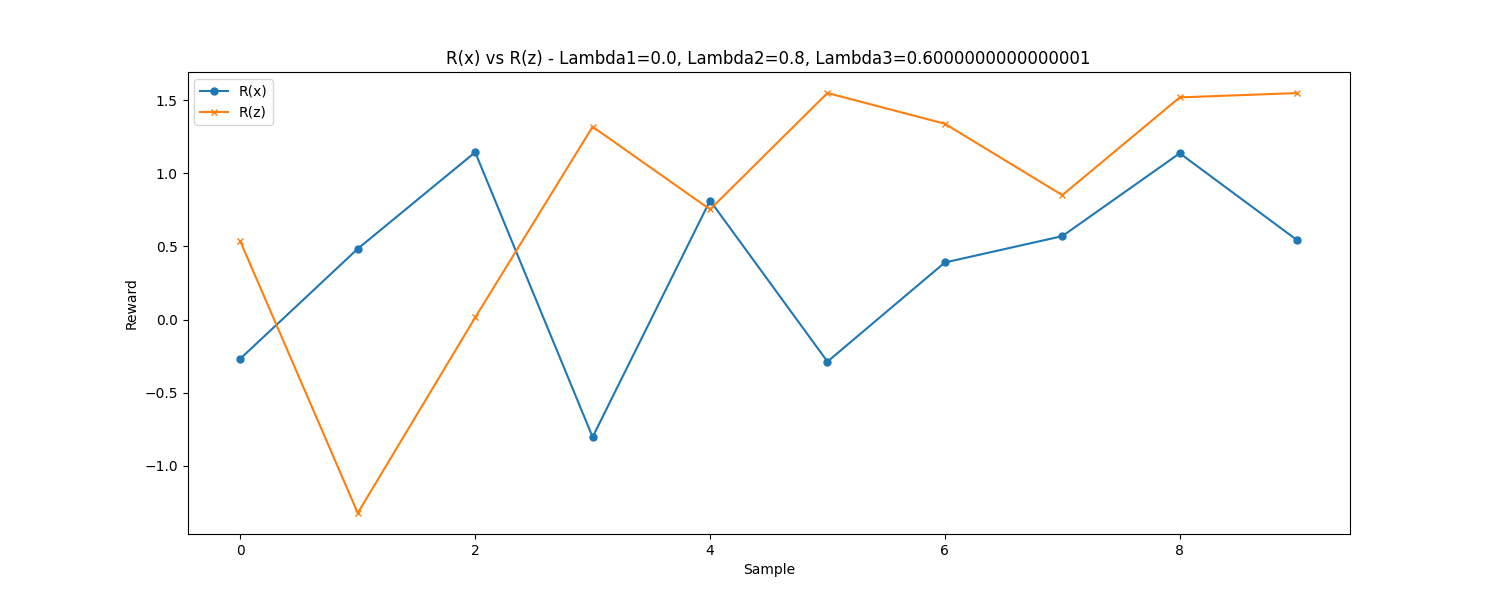 R(x) vs R(z) - Lambda1=0.0, Lambda2=0.8, Lambda3=0.6000000000000001
R(x)
R(z)
1.5
1.0
0.5
0.0
−0.5
−1.0
Reward
0 2 4 6 8
Sample